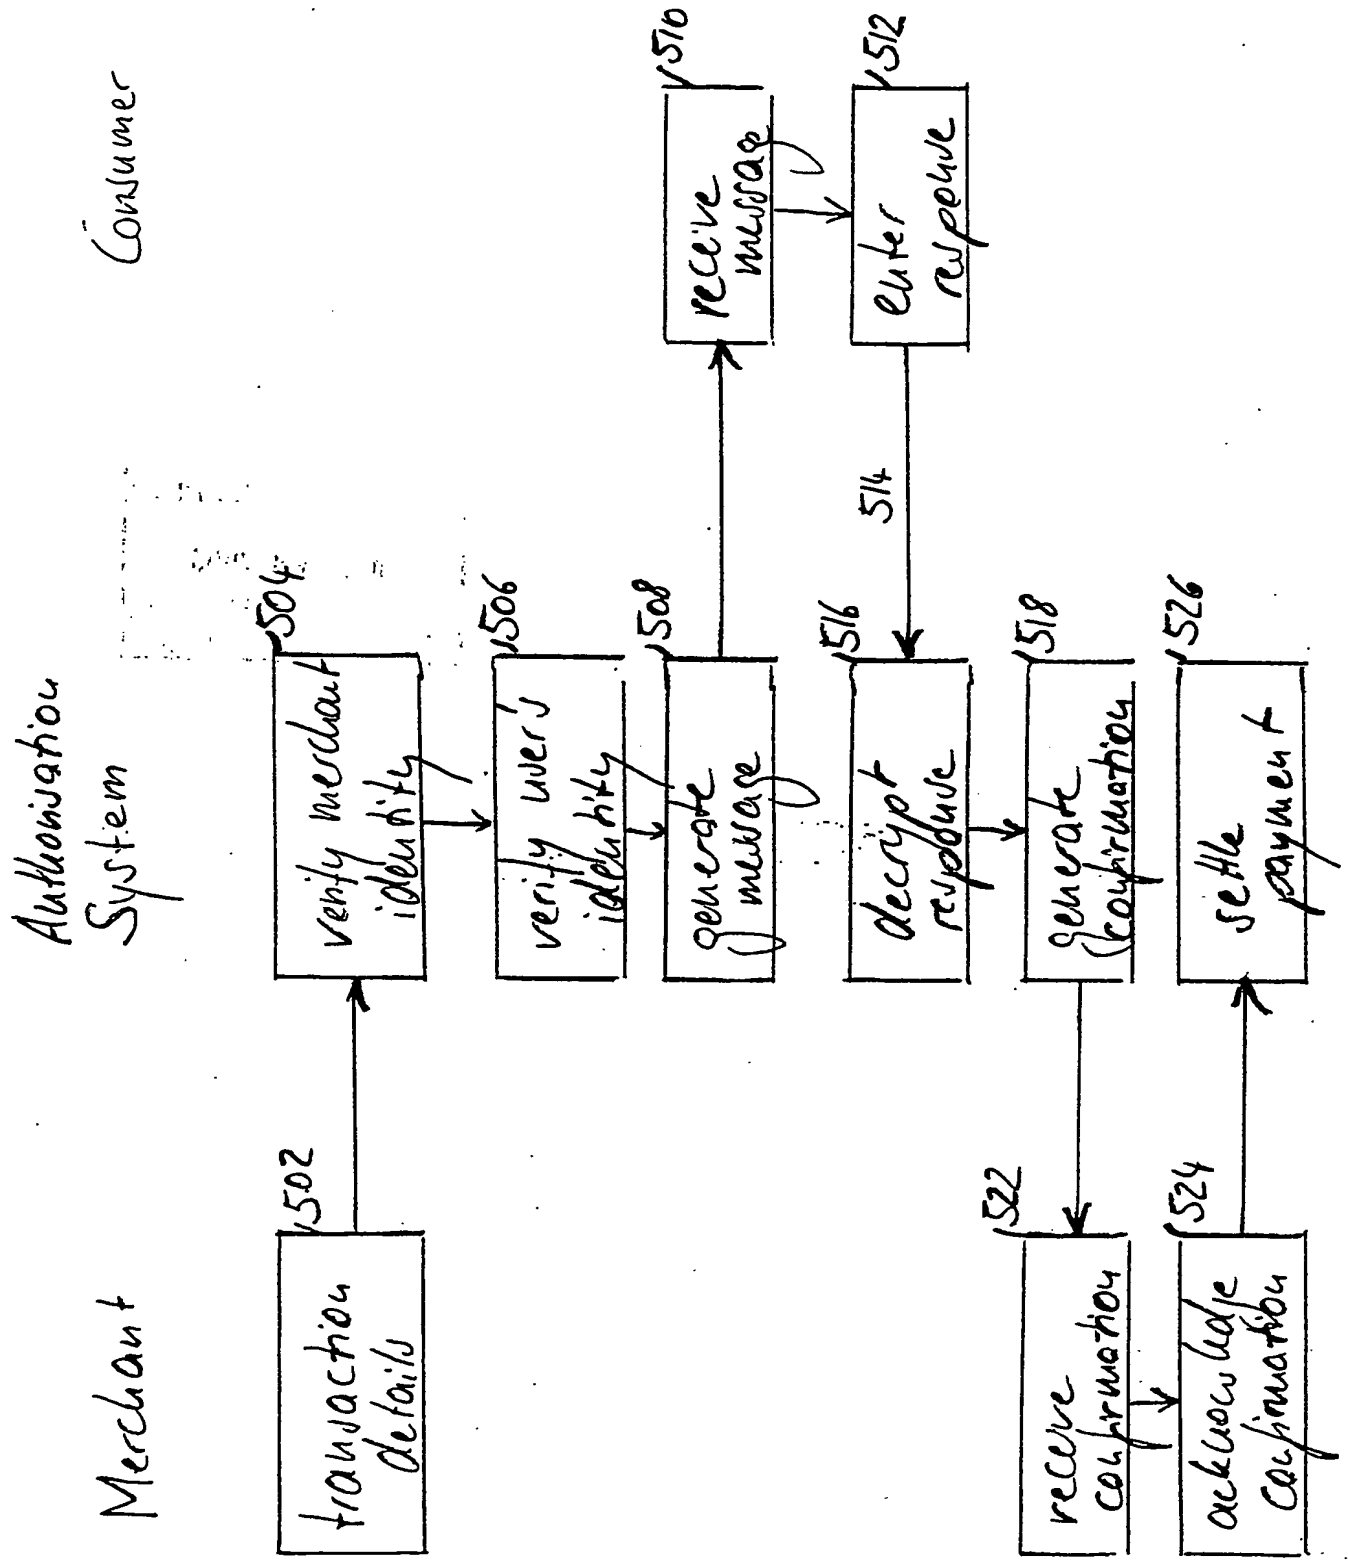 Merchant
Authorisation
System
Consumer
502
transaction
details
504
verify merchant
identity
506
verify user's
identity
508
generate
message
510
receive
message
512
enter
response
514
516
decrypt
response
518
generate
confirmation
522
receive
confirmation
524
acknowledge
confirmation
526
settle
payment